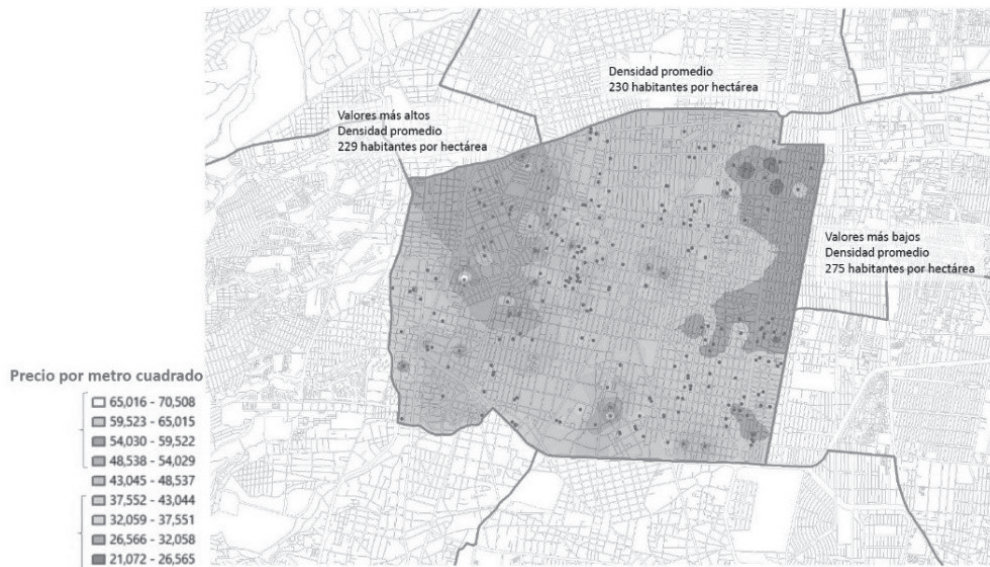 Densidad promedio
230 habitantes por hectárea
Valores más altos
Densidad promedio
229 habitantes por hectárea
Valores más bajos
Densidad promedio
275 habitantes por hectárea
Precio por metro cuadrado
65,016 - 70,508
59,523 - 65,015
54,030 - 59,522
48,538 - 54,029
43,045 - 48,537
37,552 - 43,044
32,059 - 37,551
26,566 - 32,058
21,072 - 26,565